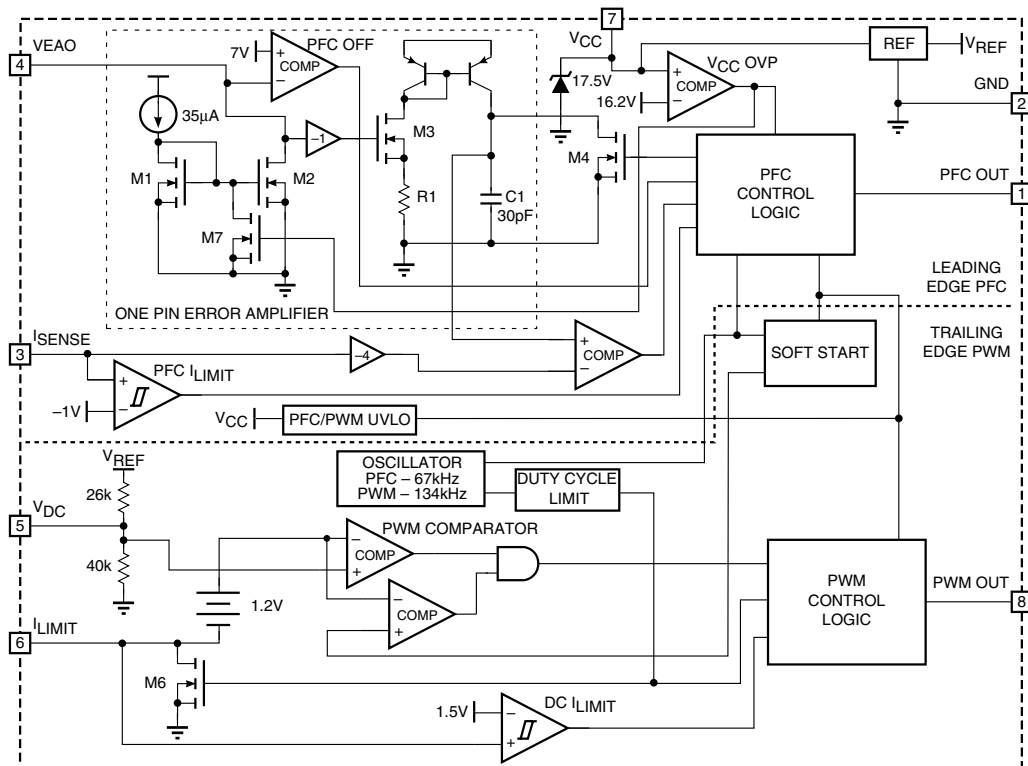 7
VCC
REF
VREF
VEAO
4
7V
+
−
COMP
PFC OFF
17.5V
VCC OVP
+
−
COMP
16.2V
GND
2
35µA
−1
M3
M4
M1
M2
R1
C1
30pF
M7
PFC
CONTROL
LOGIC
PFC OUT
1
LEADING
EDGE PFC
ONE PIN ERROR AMPLIFIER
TRAILING
EDGE PWM
ISENSE
3
−4
+
−
COMP
SOFT START
PFC ILIMIT
+
−
−1V
VCC
PFC/PWM UVLO
VREF
OSCILLATOR
PFC – 67kHz
PWM – 134kHz
DUTY CYCLE
LIMIT
26k
VDC
5
PWM COMPARATOR
−
+
COMP
40k
1.2V
−
+
COMP
PWM
CONTROL
LOGIC
PWM OUT
8
ILIMIT
6
M6
1.5V
−
+
DC ILIMIT